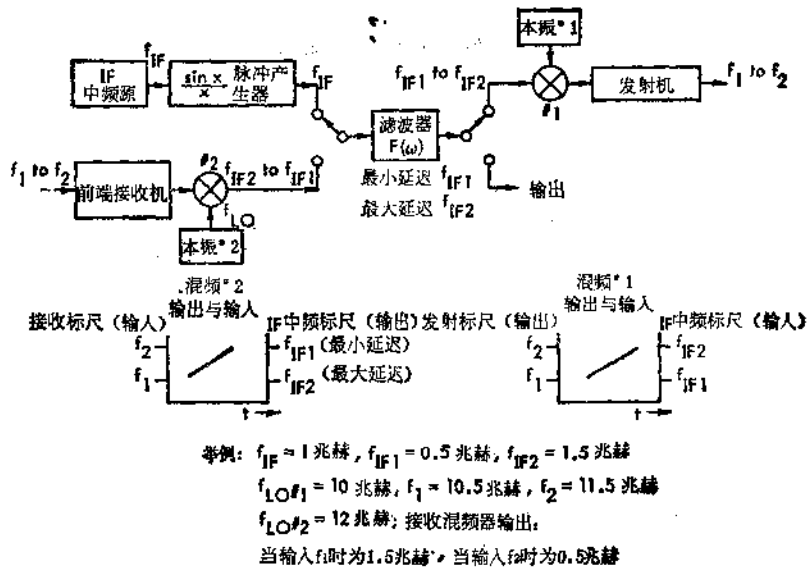 本振#1
f_IF
f_IF
f_IF1 to f_IF2
IF
中频源
sin x/x 脉冲产生器
滤波器
F(ω)
#1
发射机
f_1 to f_2
f_1 to f_2
前端接收机
#2
f_IF2 to f_IF1
f_LO
本振#2
最小延迟 f_IF1
最大延迟 f_IF2
输出
混频#2
输出与输入
混频#1
输出与输入
接收标尺（输入）
IF中频标尺（输出）
发射标尺（输出）
IF中频标尺（输入）
f_2
f_IF1（最小延迟）
f_2
f_IF2
f_1
f_IF2（最大延迟）
f_1
f_IF1
t
t
举例：f_IF = 1兆赫，f_IF1 = 0.5兆赫，f_IF2 = 1.5兆赫
f_LO#1 = 10兆赫，f_1 = 10.5兆赫，f_2 = 11.5兆赫
f_LO#2 = 12兆赫；接收混频器输出：
当输入f1时为1.5兆赫，当输入f2时为0.5兆赫